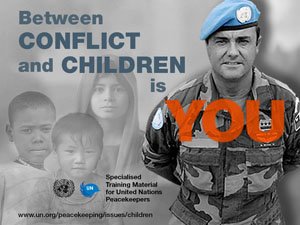 Between
CONFLICT
and CHILDREN
is
YOU
UN
Specialised
Training Material
for United Nations
Peacekeepers
www.un.org/peacekeeping/issues/children